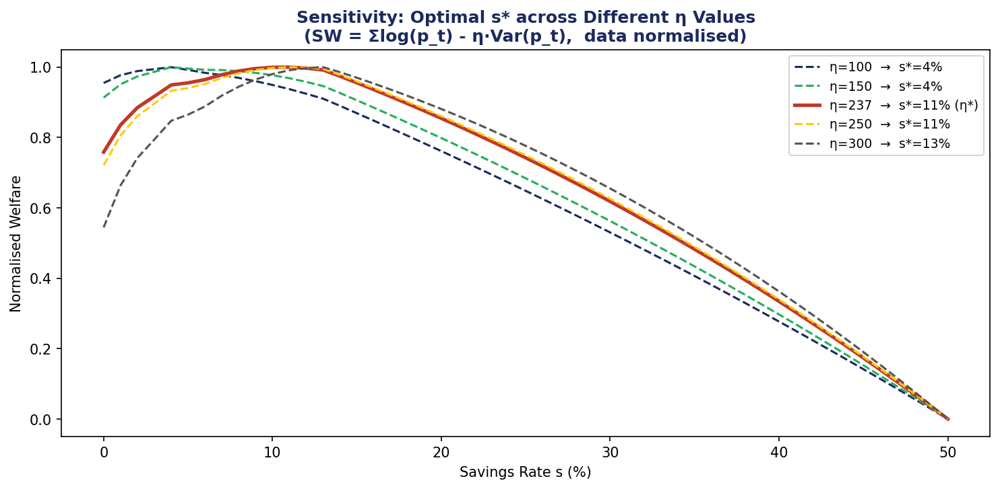 Sensitivity: Optimal s* across Different η Values
(SW = Σlog(p_t) - η·Var(p_t),  data normalised)
η=100 → s*=4%
η=150 → s*=4%
η=237 → s*=11% (η*)
η=250 → s*=11%
η=300 → s*=13%
Normalised Welfare
1.0
0.8
0.6
0.4
0.2
0.0
0 10 20 30 40 50
Savings Rate s (%)